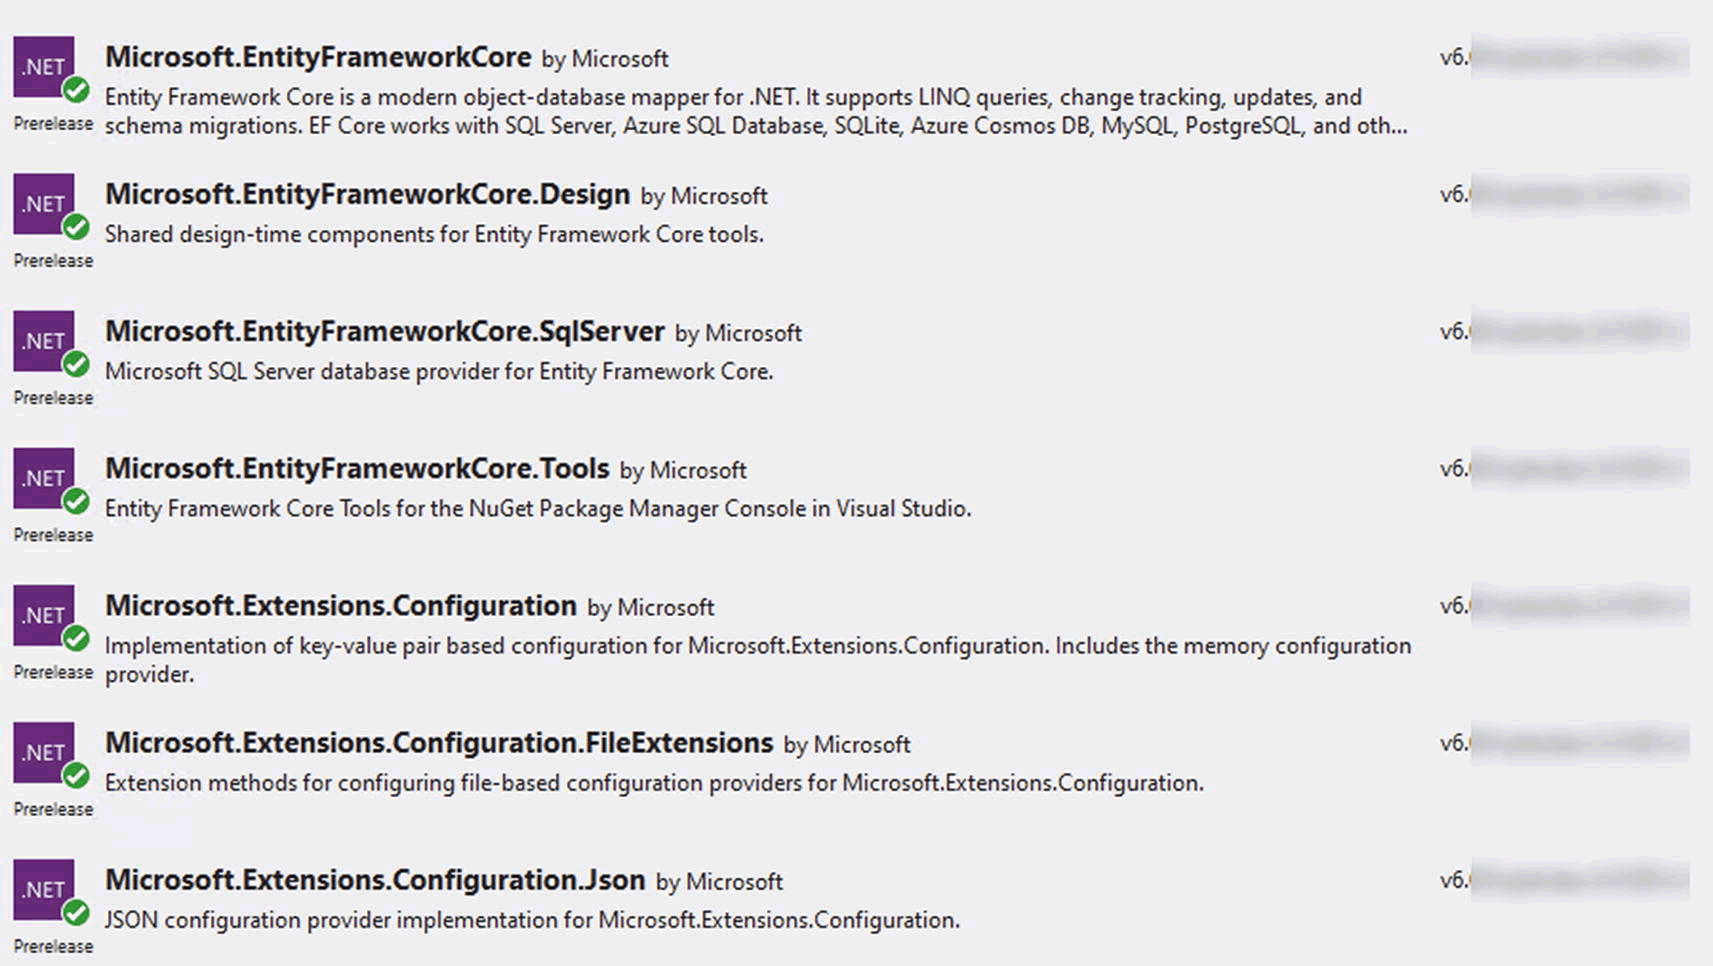 .NET
Microsoft.EntityFrameworkCore by Microsoft
v6.
Entity Framework Core is a modern object-database mapper for .NET. It supports LINQ queries, change tracking, updates, and
Prerelease
schema migrations. EF Core works with SQL Server, Azure SQL Database, SQLite, Azure Cosmos DB, MySQL, PostgreSQL, and oth...
.NET
Microsoft.EntityFrameworkCore.Design by Microsoft
v6.
Shared design-time components for Entity Framework Core tools.
Prerelease
.NET
Microsoft.EntityFrameworkCore.SqlServer by Microsoft
v6.
Microsoft SQL Server database provider for Entity Framework Core.
Prerelease
.NET
Microsoft.EntityFrameworkCore.Tools by Microsoft
v6.
Entity Framework Core Tools for the NuGet Package Manager Console in Visual Studio.
Prerelease
.NET
Microsoft.Extensions.Configuration by Microsoft
v6.
Implementation of key-value pair based configuration for Microsoft.Extensions.Configuration. Includes the memory configuration
Prerelease
provider.
.NET
Microsoft.Extensions.Configuration.FileExtensions by Microsoft
v6.
Extension methods for configuring file-based configuration providers for Microsoft.Extensions.Configuration.
Prerelease
.NET
Microsoft.Extensions.Configuration.Json by Microsoft
v6.
JSON configuration provider implementation for Microsoft.Extensions.Configuration.
Prerelease